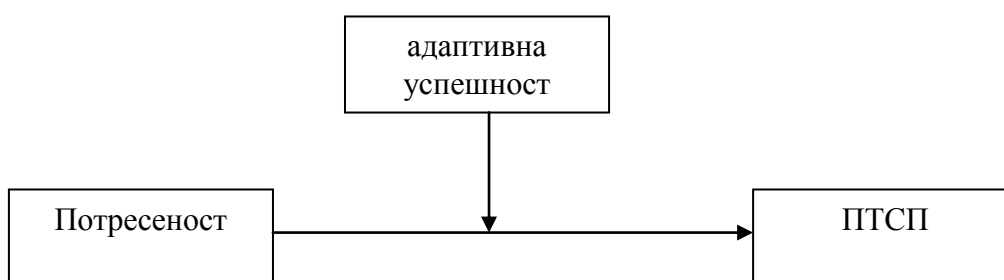 адаптивна
успешност
Потресеност
ПТСП